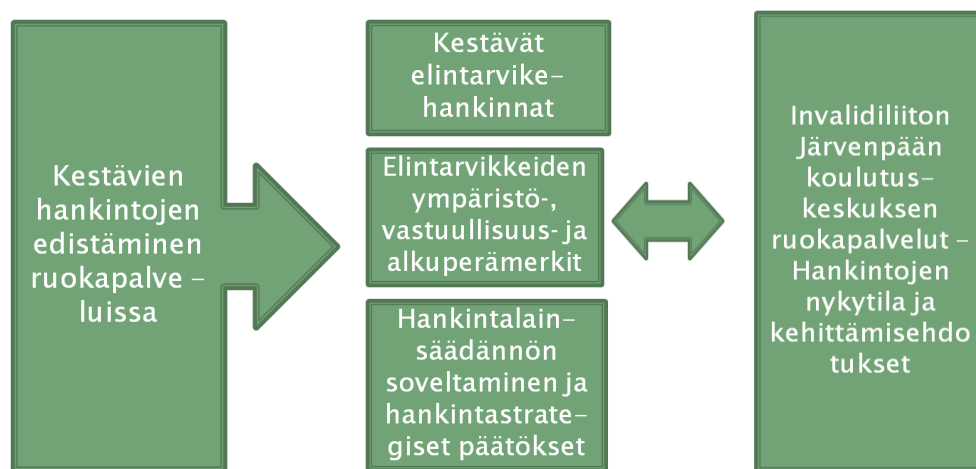 Kestävien
hankintojen
edistäminen
ruokapalve –
luissa
Kestävät
elintarvike–
hankinnat
Elintarvikkeiden
ympäristö-,
vastuullisuus- ja
alkuperämerkit
Hankintalain–
säädännön
soveltaminen ja
hankintastrate–
giset päätökset
Invalidiliiton
Järvenpään
koulutus–
keskuksen
ruokapalvelut –
Hankintojen
nykytila ja
kehittämisehdo
tukset